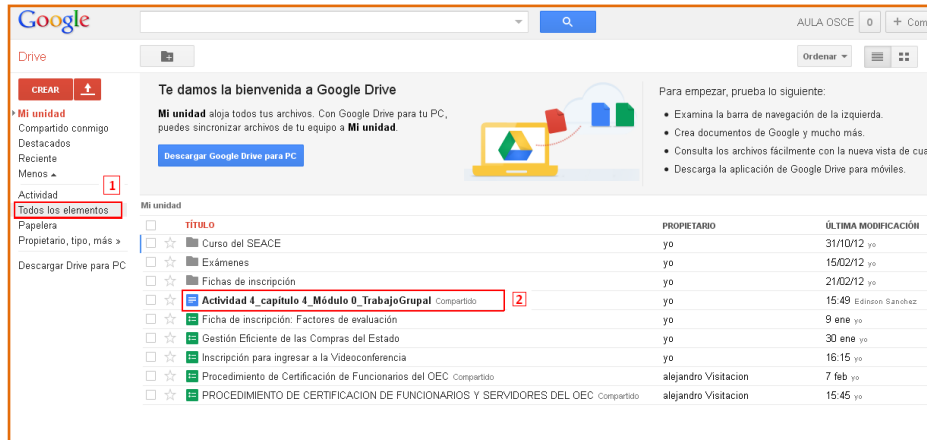 Google
AULA OSCE 0 + Com
Drive
Ordenar
CREAR
Mi unidad
Compartido conmigo
Destacados
Reciente
Menos
1
Actividad
Todos los elementos
Papelera
Propietario, tipo, más »
Descargar Drive para PC
Te damos la bienvenida a Google Drive
Mi unidad aloja todos tus archivos. Con Google Drive para tu PC,
puedes sincronizar archivos de tu equipo a Mi unidad.
Descargar Google Drive para PC
Para empezar, prueba lo siguiente:
• Examina la barra de navegación de la izquierda.
• Crea documentos de Google y mucho más.
• Consulta los archivos fácilmente con la nueva vista de cua
• Descarga la aplicación de Google Drive para móviles.
Mi unidad
TÍTULO PROPIETARIO ÚLTIMA MODIFICACIÓN
Curso del SEACE yo 31/10/12 yo
Exámenes yo 15/02/12 yo
Fichas de inscripción yo 21/02/12 yo
Actividad 4_capítulo 4_Módulo 0_TrabajoGrupal Compartido 2 yo 15:49 Edinson Sanchez
Ficha de inscripción: Factores de evaluación yo 9 ene yo
Gestión Eficiente de las Compras del Estado yo 30 ene yo
Inscripción para ingresar a la Videoconferencia yo 16:15 yo
Procedimiento de Certificación de Funcionarios del OEC Compartido alejandro Visitacion 7 feb yo
PROCEDIMIENTO DE CERTIFICACION DE FUNCIONARIOS Y SERVIDORES DEL OEC Compartido alejandro Visitacion 15:45 yo